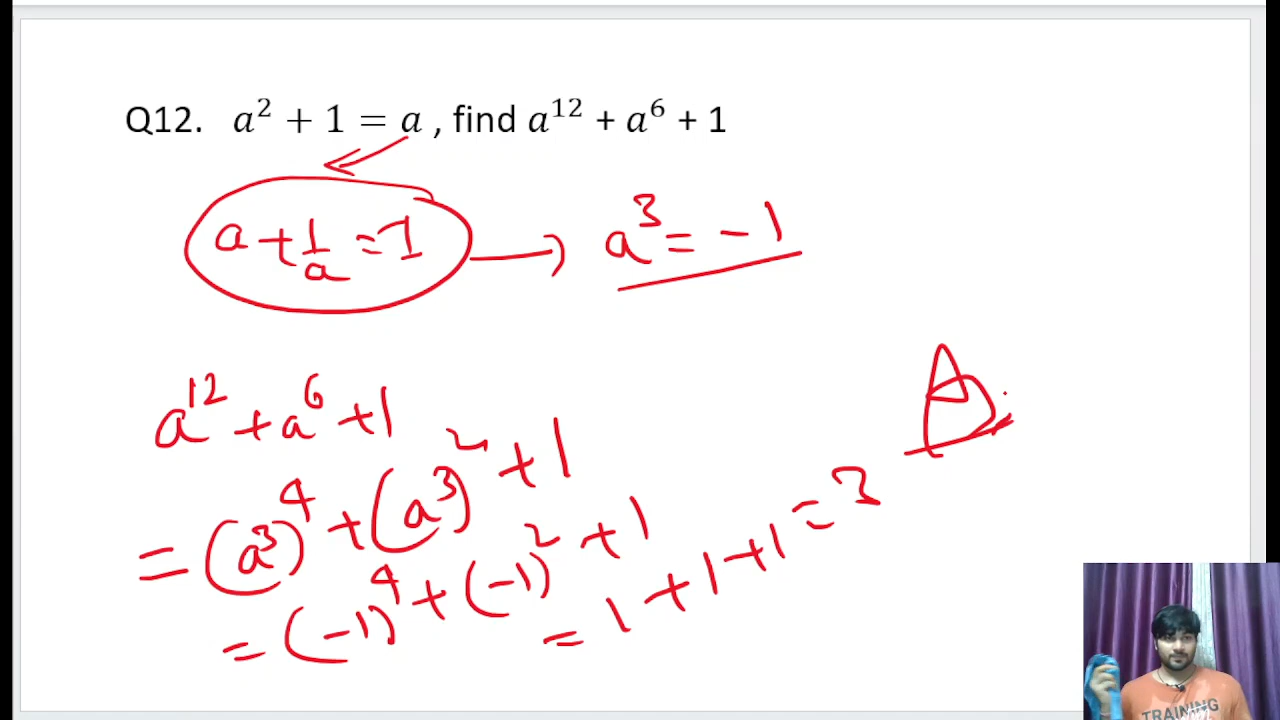 Q12. a² + 1 = a , find a¹² + a⁶ + 1
a + 1/a = 1 → a³ = -1
a¹² + a⁶ + 1
= (a³)⁴ + (a³)² + 1
= (-1)⁴ + (-1)² + 1
= 1 + 1 + 1 = 3
TRAINING